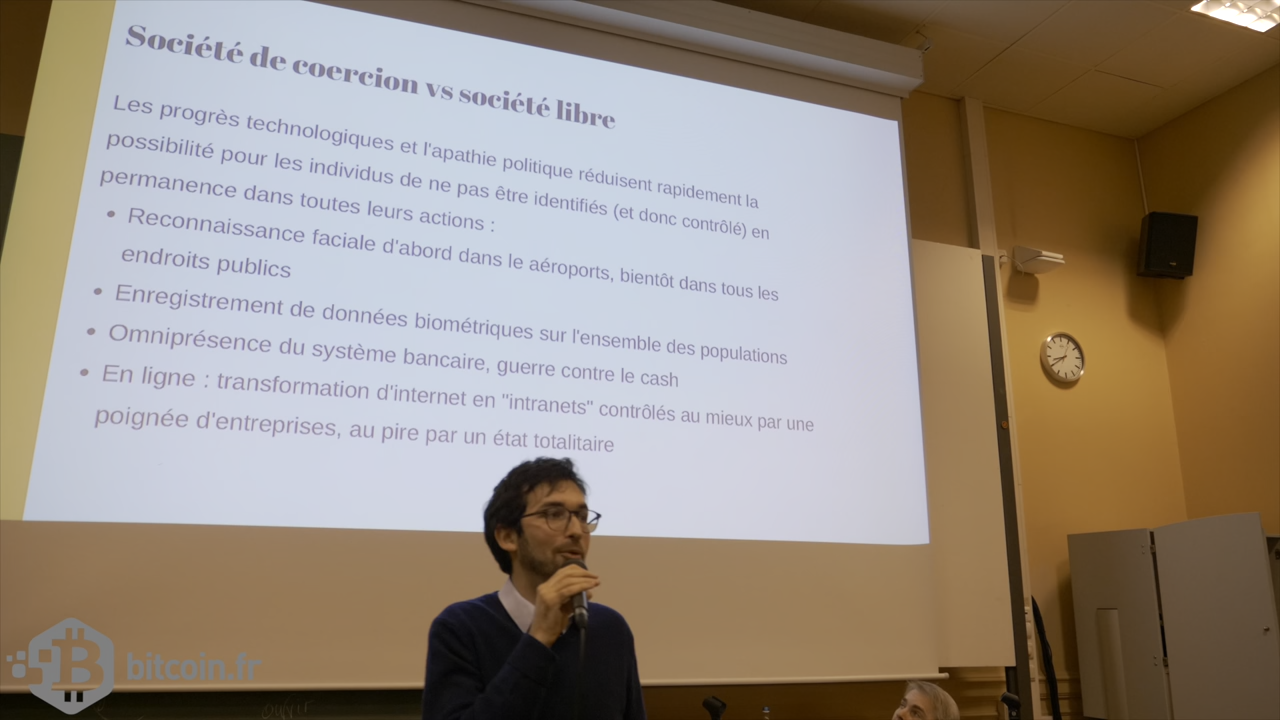 Société de coercion vs société libre
Les progrès technologiques et l'apathie politique réduisent rapidement la
possibilité pour les individus de ne pas être identifiés (et donc contrôlé) en
permanence dans toutes leurs actions :
• Reconnaissance faciale d'abord dans le aéroports, bientôt dans tous les
endroits publics
• Enregistrement de données biométriques sur l'ensemble des populations
• Omniprésence du système bancaire, guerre contre le cash
• En ligne : transformation d'internet en "intranets" contrôlés au mieux par une
poignée d'entreprises, au pire par un état totalitaire
bitcoin.fr